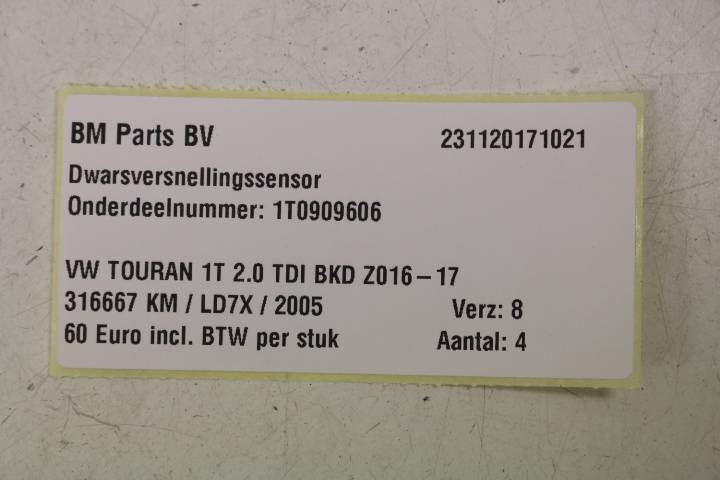 BM Parts BV 231120171021
Dwarsversnellingssensor
Onderdeelnummer: 1T0909606
VW TOURAN 1T 2.0 TDI BKD Z016-17
316667 KM / LD7X / 2005 Verz: 8
60 Euro incl. BTW per stuk Aantal: 4